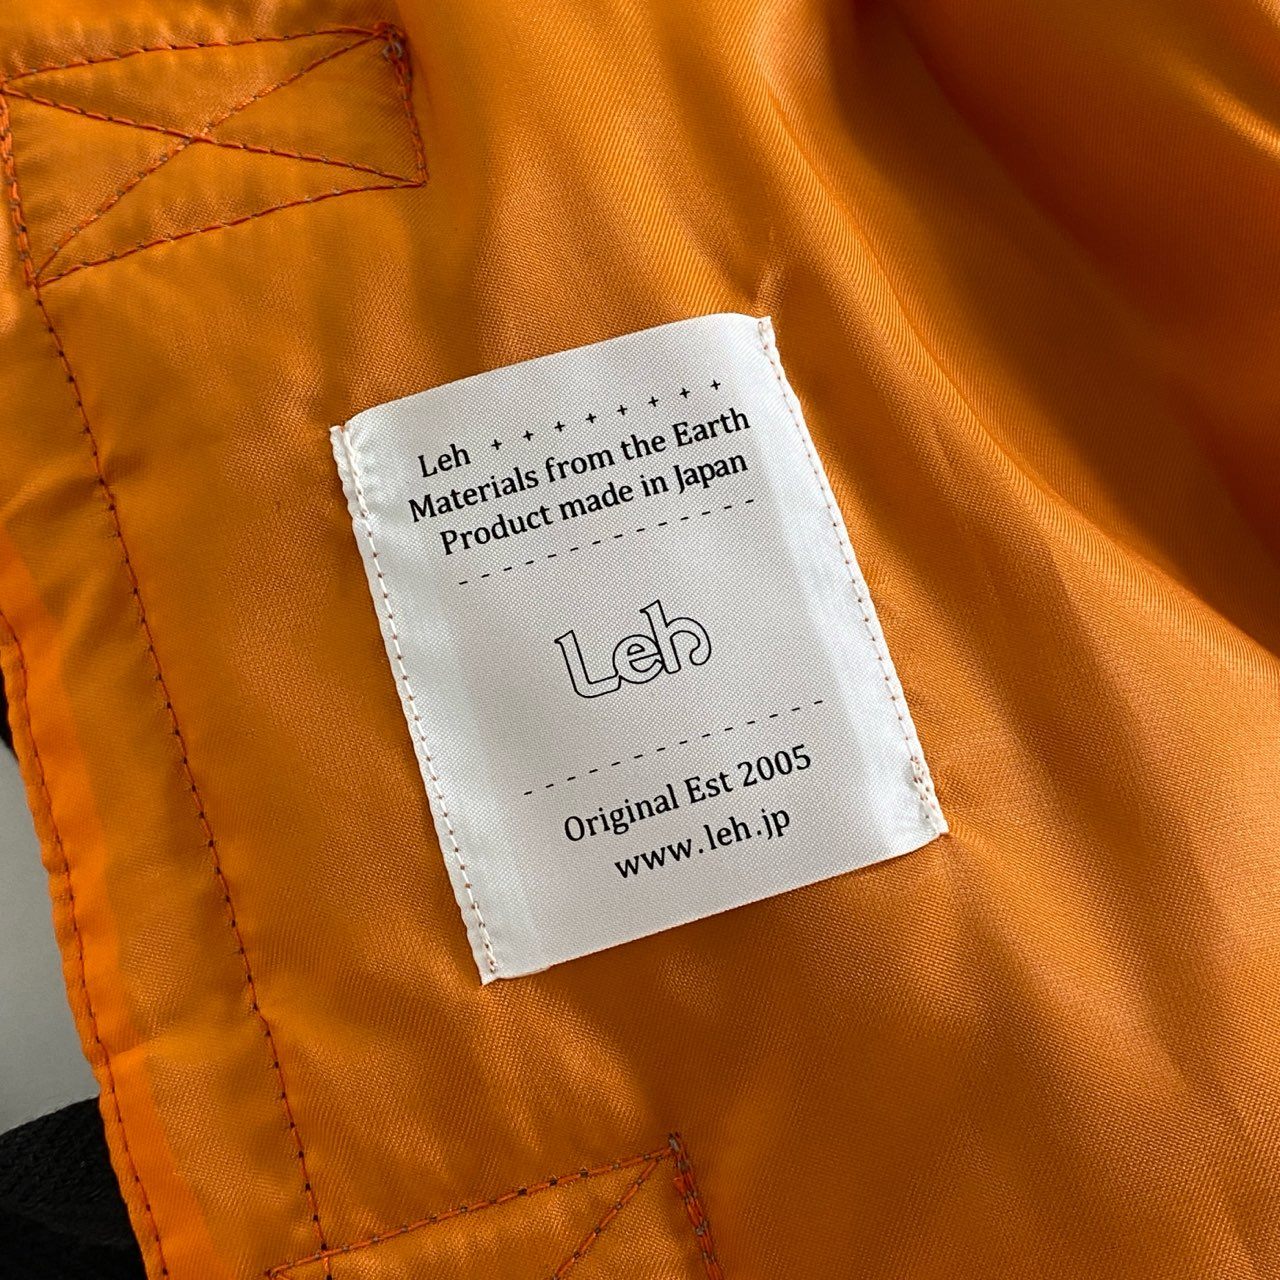 Leh + + + + + + + +
Materials from the Earth
Product made in Japan
- - - - - - - - - - - - - -
Leh
- - - - - - - - - - - - - -
Original Est 2005
www.leh.jp